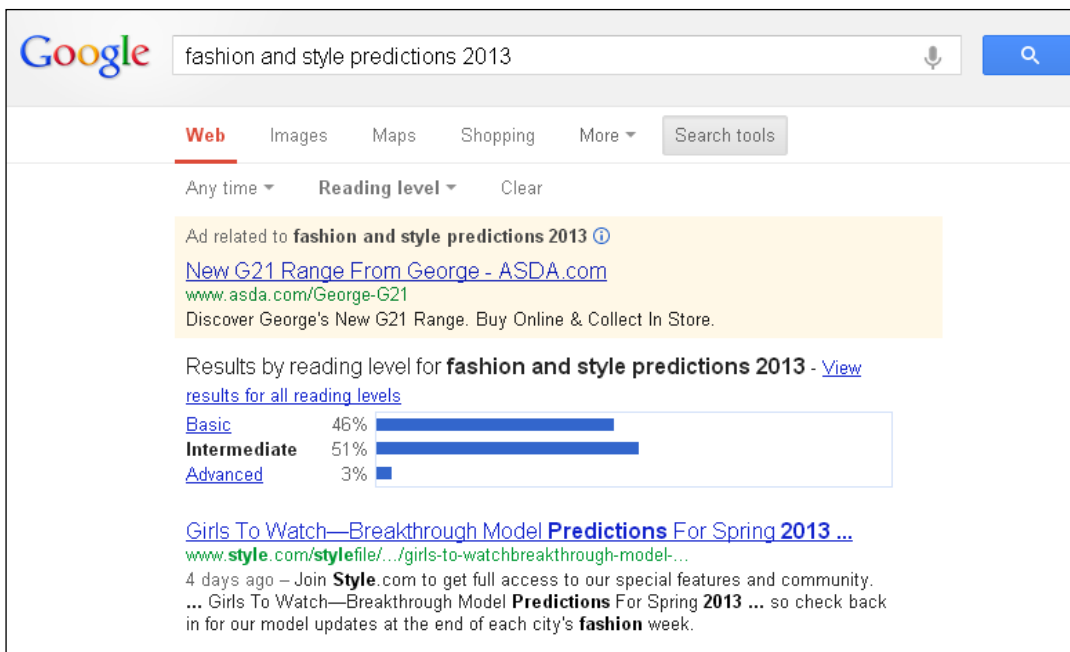 Google
fashion and style predictions 2013
Web Images Maps Shopping More Search tools
Any time Reading level Clear
Ad related to fashion and style predictions 2013
New G21 Range From George - ASDA.com
www.asda.com/George-G21
Discover George's New G21 Range. Buy Online & Collect In Store.
Results by reading level for fashion and style predictions 2013 - View
results for all reading levels
Basic 46%
Intermediate 51%
Advanced 3%
Girls To Watch—Breakthrough Model Predictions For Spring 2013 ...
www.style.com/stylefile/.../girls-to-watchbreakthrough-model-...
4 days ago – Join Style.com to get full access to our special features and community.
... Girls To Watch—Breakthrough Model Predictions For Spring 2013 ... so check back
in for our model updates at the end of each city's fashion week.